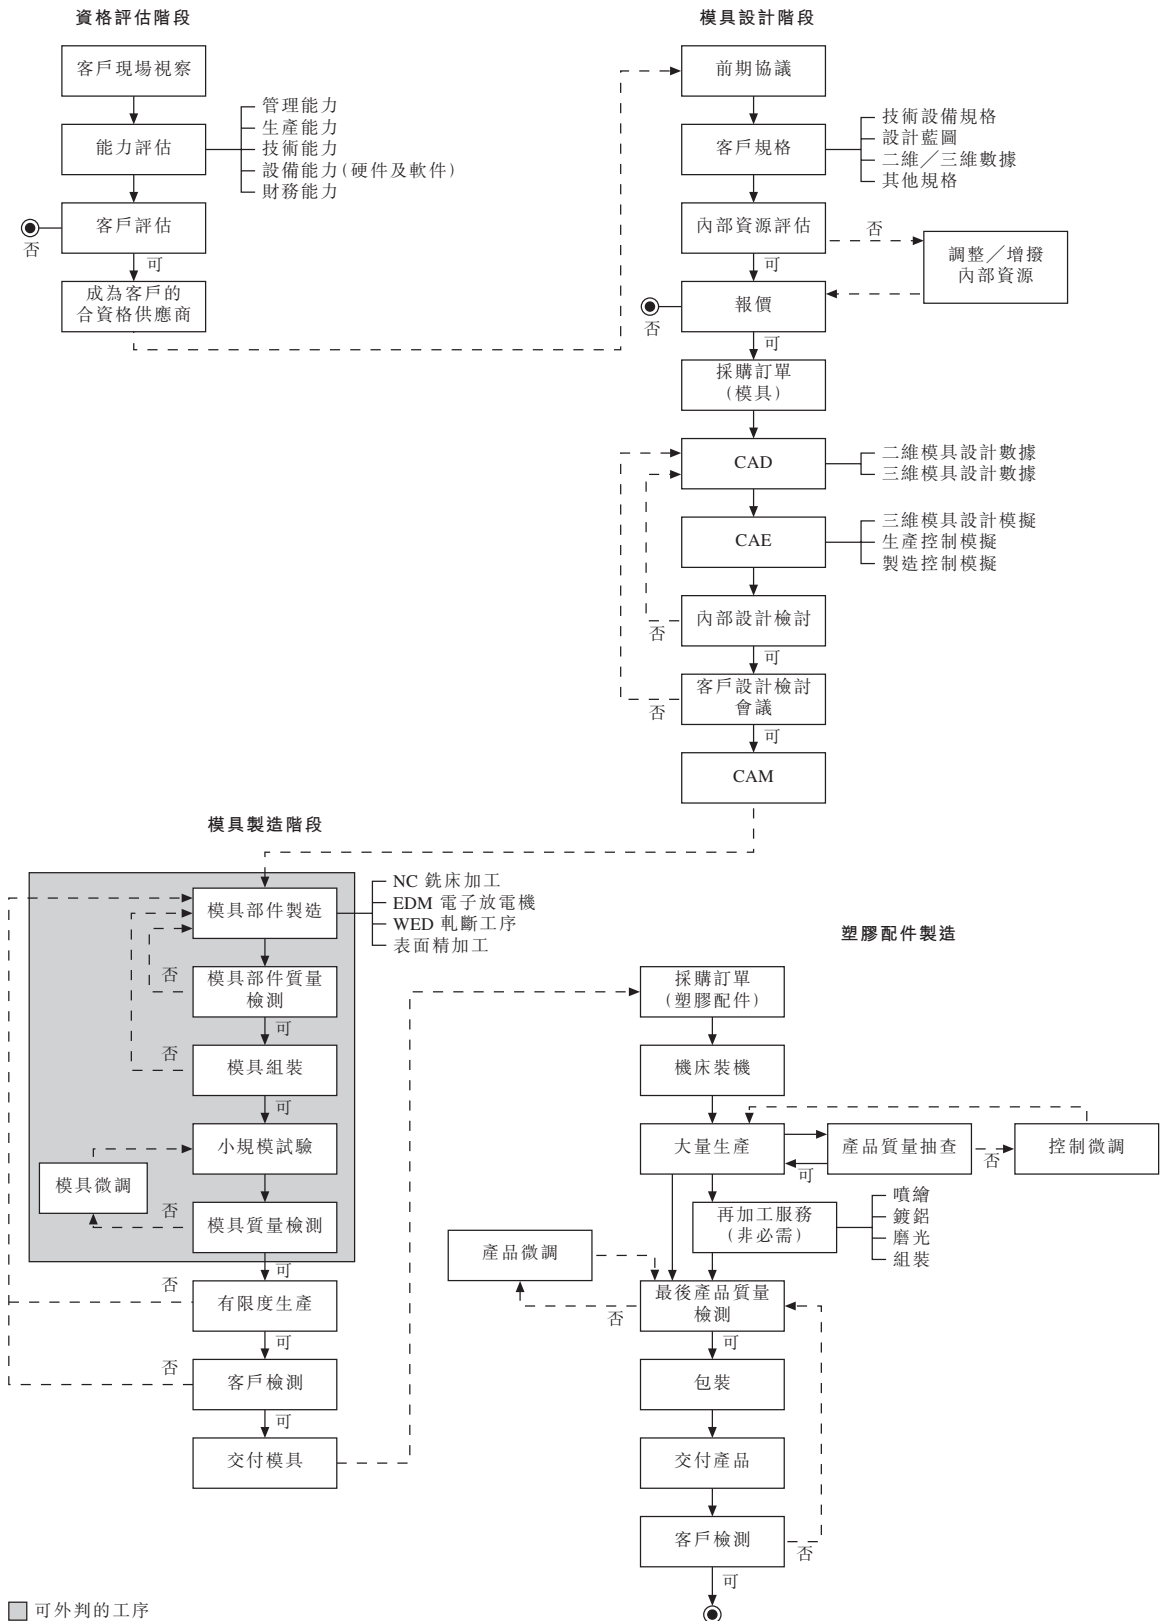 資格評估階段
客戶現場視察
能力評估
管理能力
生產能力
技術能力
設備能力(硬件及軟件)
財務能力
客戶評估
否
可
成為客戶的
合資格供應商
模具設計階段
前期協議
客戶規格
技術設備規格
設計藍圖
二維／三維數據
其他規格
內部資源評估
否
調整／增撥
內部資源
可
報價
否
可
採購訂單
(模具)
CAD
二維模具設計數據
三維模具設計數據
CAE
三維模具設計模擬
生產控制模擬
製造控制模擬
內部設計檢討
否
可
客戶設計檢討
會議
否
可
CAM
模具製造階段
模具部件製造
NC 銑床加工
EDM 電子放電機
WED 軋斷工序
表面精加工
否
模具部件質量
檢測
可
否
模具組裝
可
小規模試驗
模具微調
否
模具質量檢測
可
否
有限度生產
可
否
客戶檢測
可
交付模具
塑膠配件製造
採購訂單
(塑膠配件)
機床裝機
大量生產
產品質量抽查
可
否
控制微調
再加工服務
(非必需)
噴繪
鍍鋁
磨光
組裝
產品微調
否
最後產品質量
檢測
可
包裝
交付產品
客戶檢測
否
可
可外判的工序